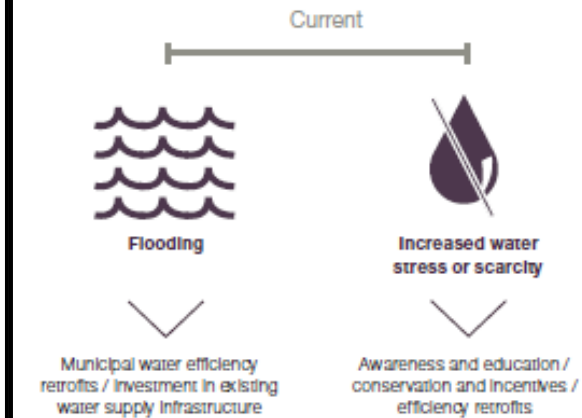 Current
Flooding
Increased water
stress or scarcity
Municipal water efficiency
retrofits / investment in existing
water supply infrastructure
Awareness and education /
conservation and incentives /
efficiency retrofits